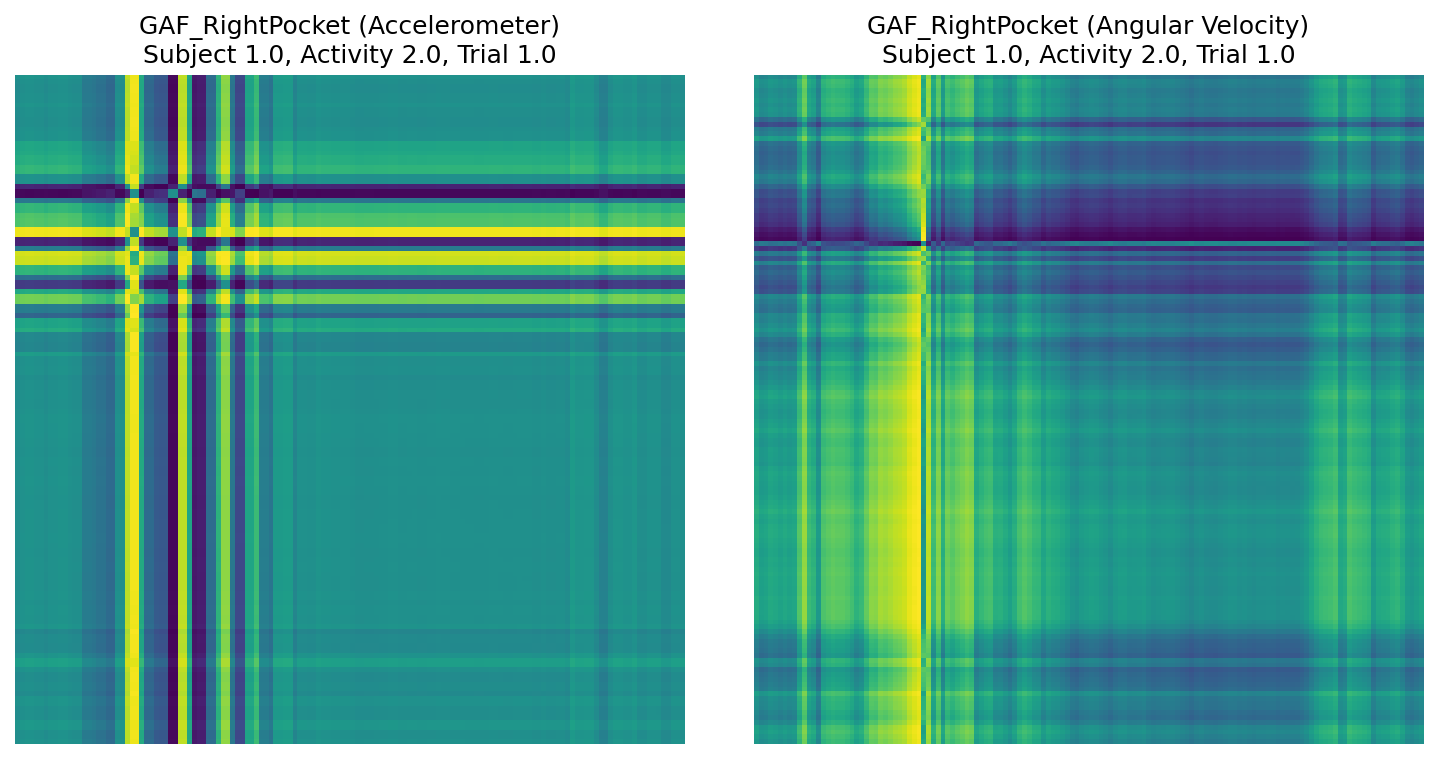 GAF_RightPocket (Accelerometer)
Subject 1.0, Activity 2.0, Trial 1.0
GAF_RightPocket (Angular Velocity)
Subject 1.0, Activity 2.0, Trial 1.0